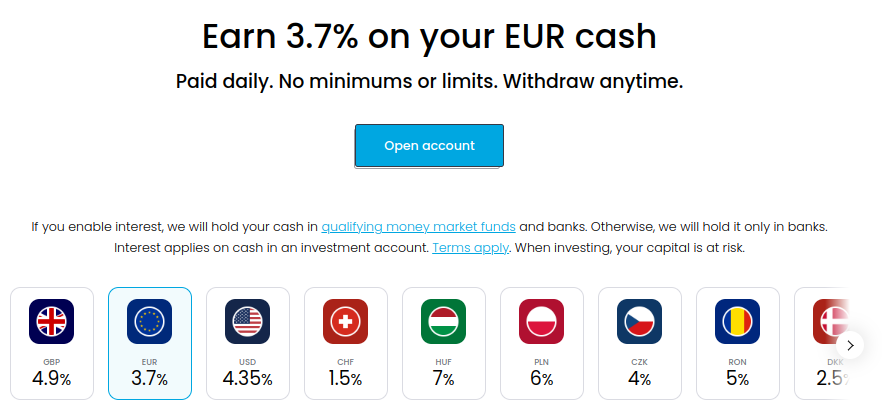 Earn 3.7% on your EUR cash
Paid daily. No minimums or limits. Withdraw anytime.
Open account
If you enable interest, we will hold your cash in qualifying money market funds and banks. Otherwise, we will hold it only in banks.
Interest applies on cash in an investment account. Terms apply. When investing, your capital is at risk.
GBP EUR USD CHF HUF PLN CZK RON DKK
4.9% 3.7% 4.35% 1.5% 7% 6% 4% 5% 2.5%